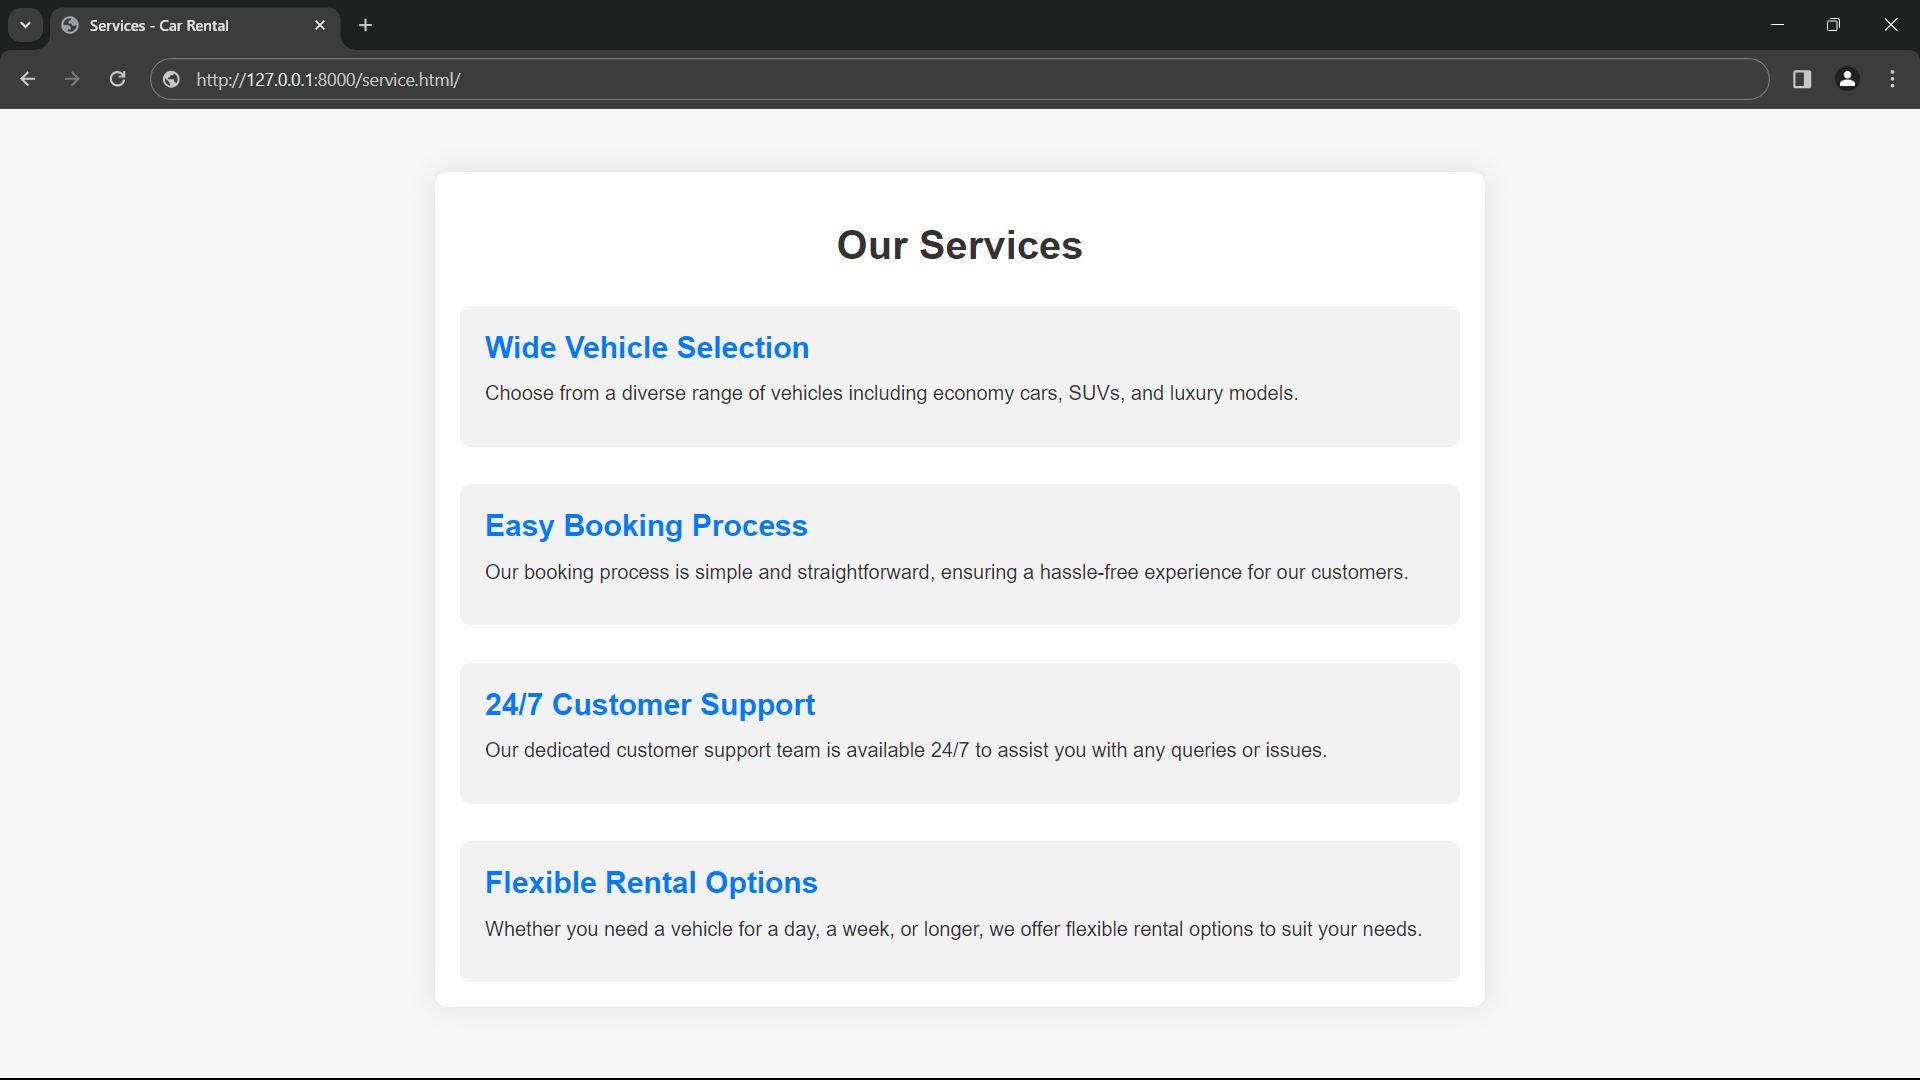 Services - Car Rental
http://127.0.0.1:8000/service.html/
Our Services
Wide Vehicle Selection
Choose from a diverse range of vehicles including economy cars, SUVs, and luxury models.
Easy Booking Process
Our booking process is simple and straightforward, ensuring a hassle-free experience for our customers.
24/7 Customer Support
Our dedicated customer support team is available 24/7 to assist you with any queries or issues.
Flexible Rental Options
Whether you need a vehicle for a day, a week, or longer, we offer flexible rental options to suit your needs.